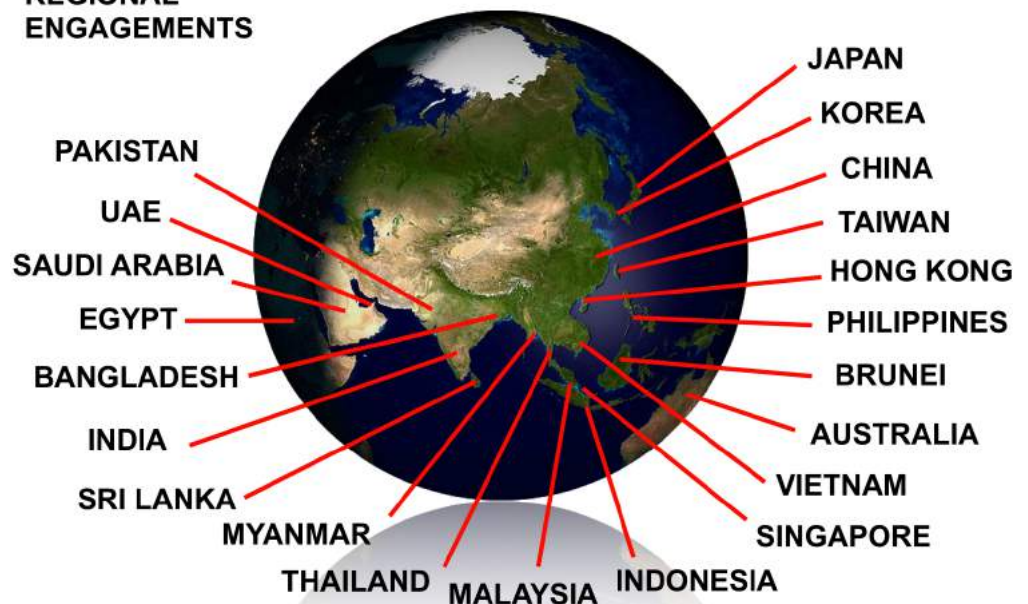 REGIONAL
ENGAGEMENTS
JAPAN
KOREA
PAKISTAN
CHINA
UAE
TAIWAN
SAUDI ARABIA
HONG KONG
EGYPT
PHILIPPINES
BANGLADESH
BRUNEI
INDIA
AUSTRALIA
SRI LANKA
VIETNAM
MYANMAR
SINGAPORE
THAILAND
MALAYSIA
INDONESIA